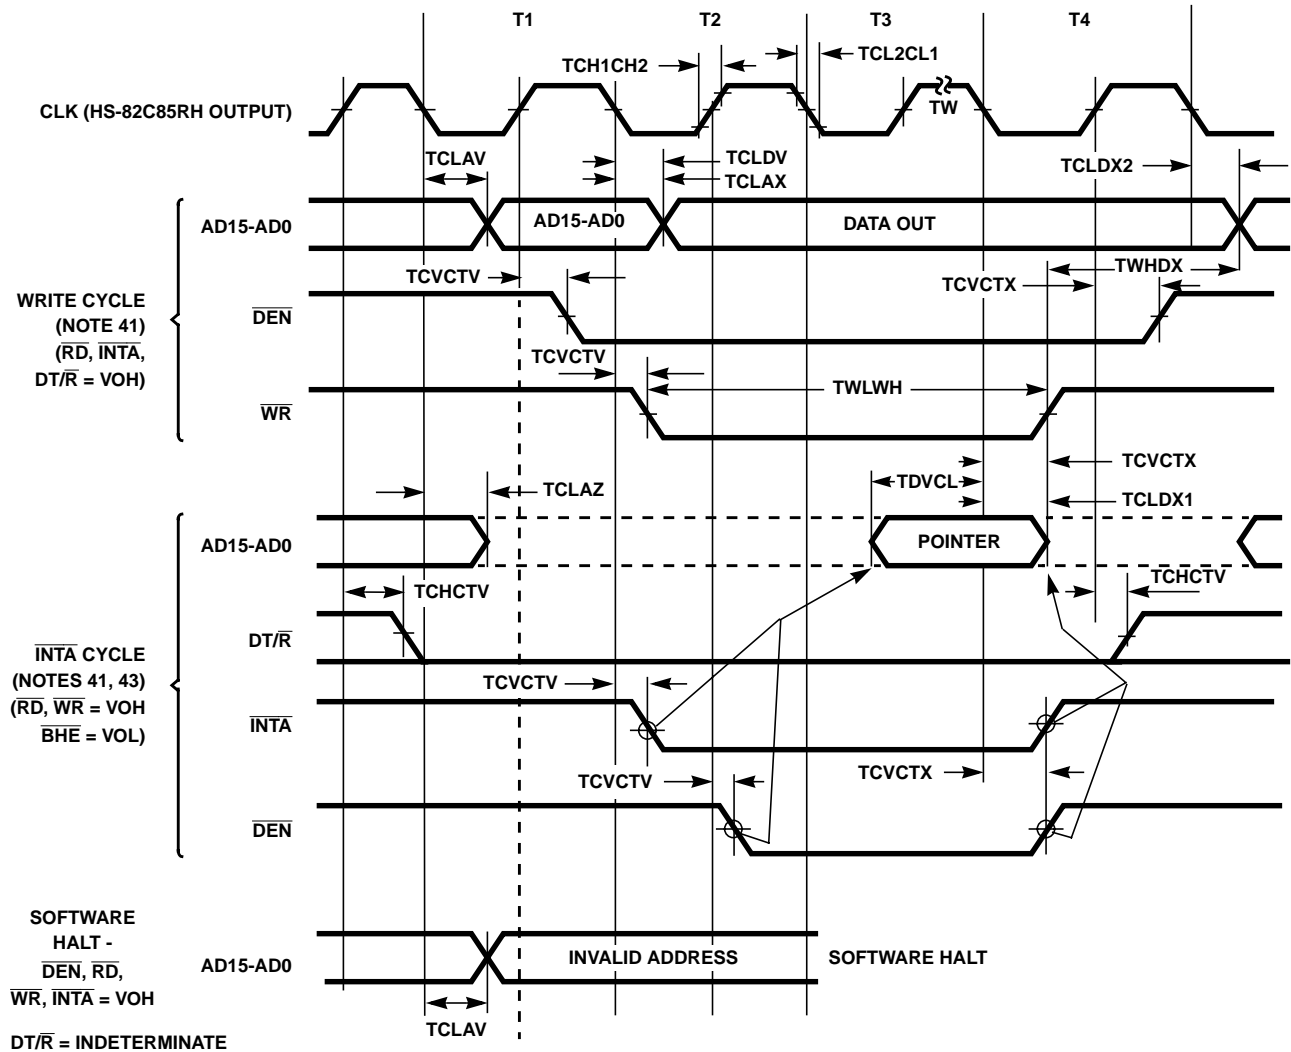 T1 T2 T3 T4
TCH1CH2 TCL2CL1
CLK (HS-82C85RH OUTPUT) TW
TCLAV TCLDV TCLDX2
TCLAX
AD15-AD0 AD15-AD0 DATA OUT
TCVCTV TCVCTX TWHDX
WRITE CYCLE
(NOTE 41)
(RD, INTA,
DT/R = VOH)
DEN
TCVCTV
TWLWH
WR
TCVCTX
TDVCL
TCLAZ TCLDX1
AD15-AD0 POINTER
TCHCTV TCHCTV
DT/R
INTA CYCLE
(NOTES 41, 43)
(RD, WR = VOH
BHE = VOL)
TCVCTV
INTA
TCVCTV TCVCTX
DEN
SOFTWARE
HALT -
DEN, RD,
WR, INTA = VOH
DT/R = INDETERMINATE
AD15-AD0 INVALID ADDRESS SOFTWARE HALT
TCLAV